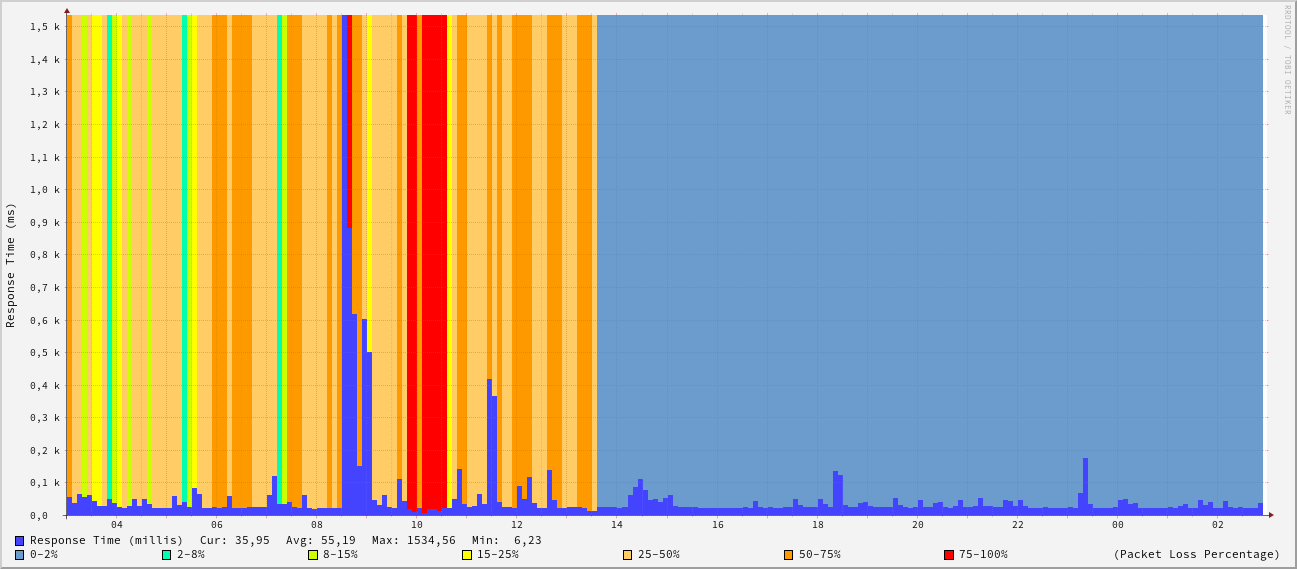 RRDTOOL / TOBI OETIKER
Response Time (ms)
1,5 k
1,4 k
1,3 k
1,2 k
1,1 k
1,0 k
0,9 k
0,8 k
0,7 k
0,6 k
0,5 k
0,4 k
0,3 k
0,2 k
0,1 k
0,0
04 06 08 10 12 14 16 18 20 22 00 02
Response Time (millis) Cur: 35,95 Avg: 55,19 Max: 1534,56 Min: 6,23
0-2% 2-8% 8-15% 15-25% 25-50% 50-75% 75-100% (Packet Loss Percentage)